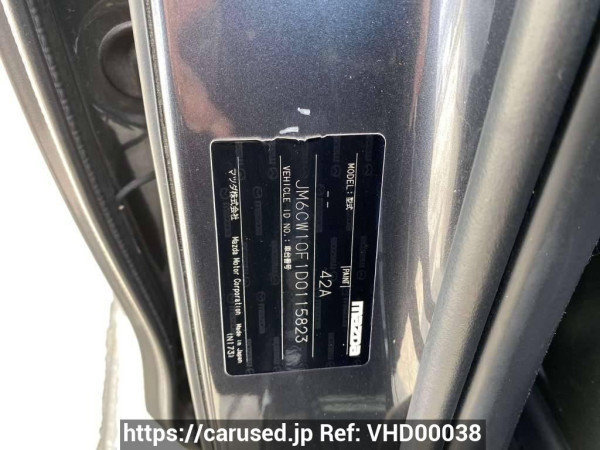 mazda
MODEL:型式 PAINT
-- 42A
VEHICLE ID NO.:車台番号
JM6CW10F1D0115823
マツダ株式会社 Mazda Motor Corporation Made in Japan
(N173)
https://carused.jp Ref: VHD00038